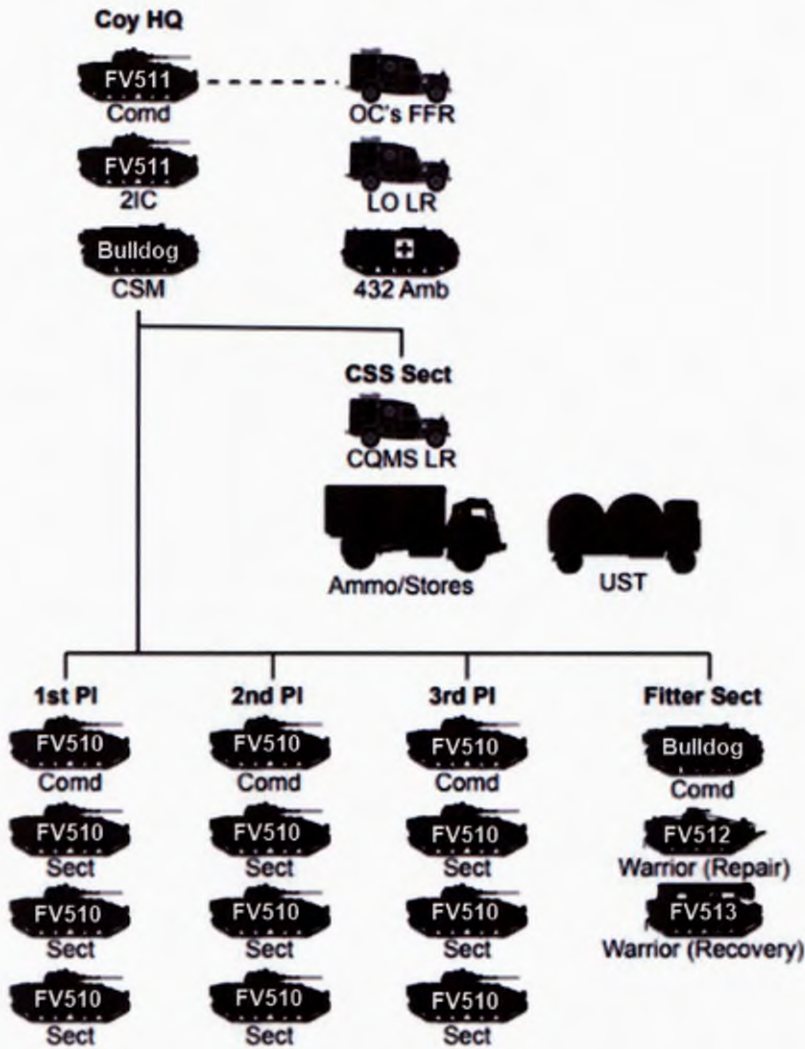 Coy HQ
FV511
Comd
OC's FFR
FV511
2IC
LO LR
Bulldog
CSM
432 Amb
CSS Sect
CQMS LR
Ammo/Stores
UST
1st Pl
2nd Pl
3rd Pl
Fitter Sect
FV510
FV510
FV510
Bulldog
Comd
Comd
Comd
Comd
FV510
FV510
FV510
FV512
Sect
Sect
Sect
Warrior (Repair)
FV510
FV510
FV510
FV513
Sect
Sect
Sect
Warrior (Recovery)
FV510
FV510
FV510
Sect
Sect
Sect